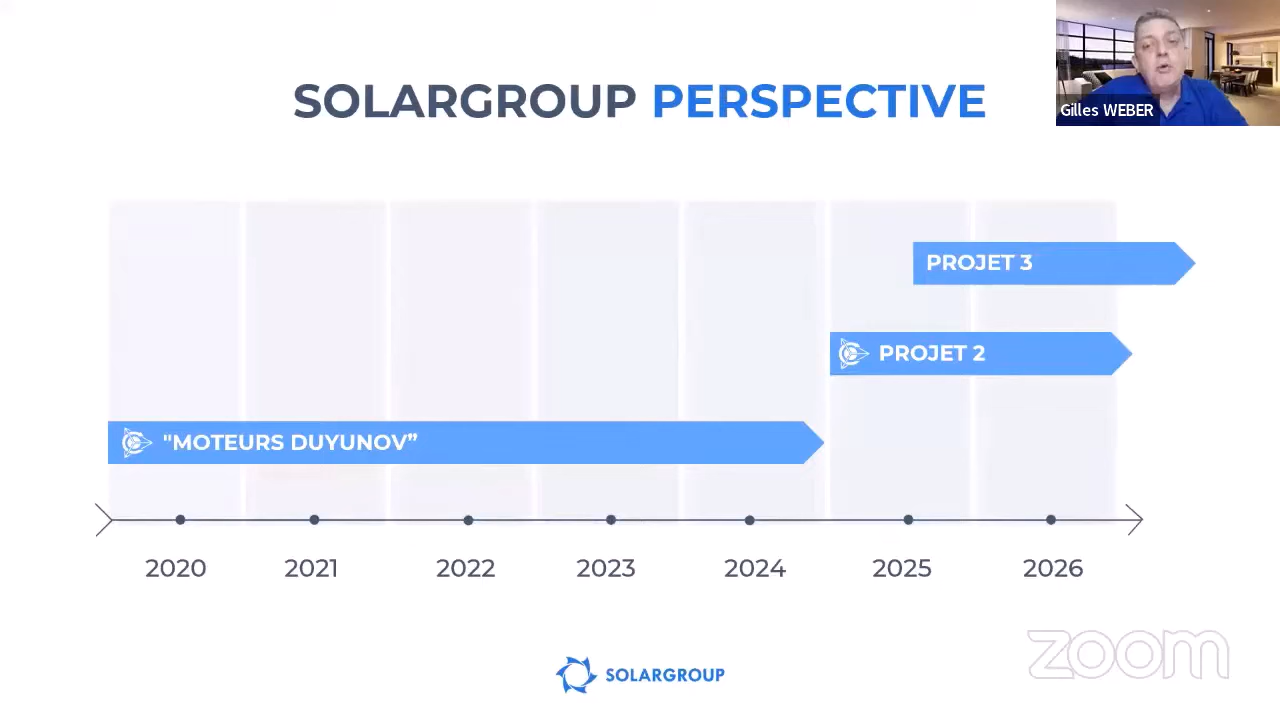 SOLARGROUP PERSPECTIVE
Gilles WEBER
PROJET 3
PROJET 2
"MOTEURS DUYUNOV”
2020 2021 2022 2023 2024 2025 2026
SOLARGROUP
zoom